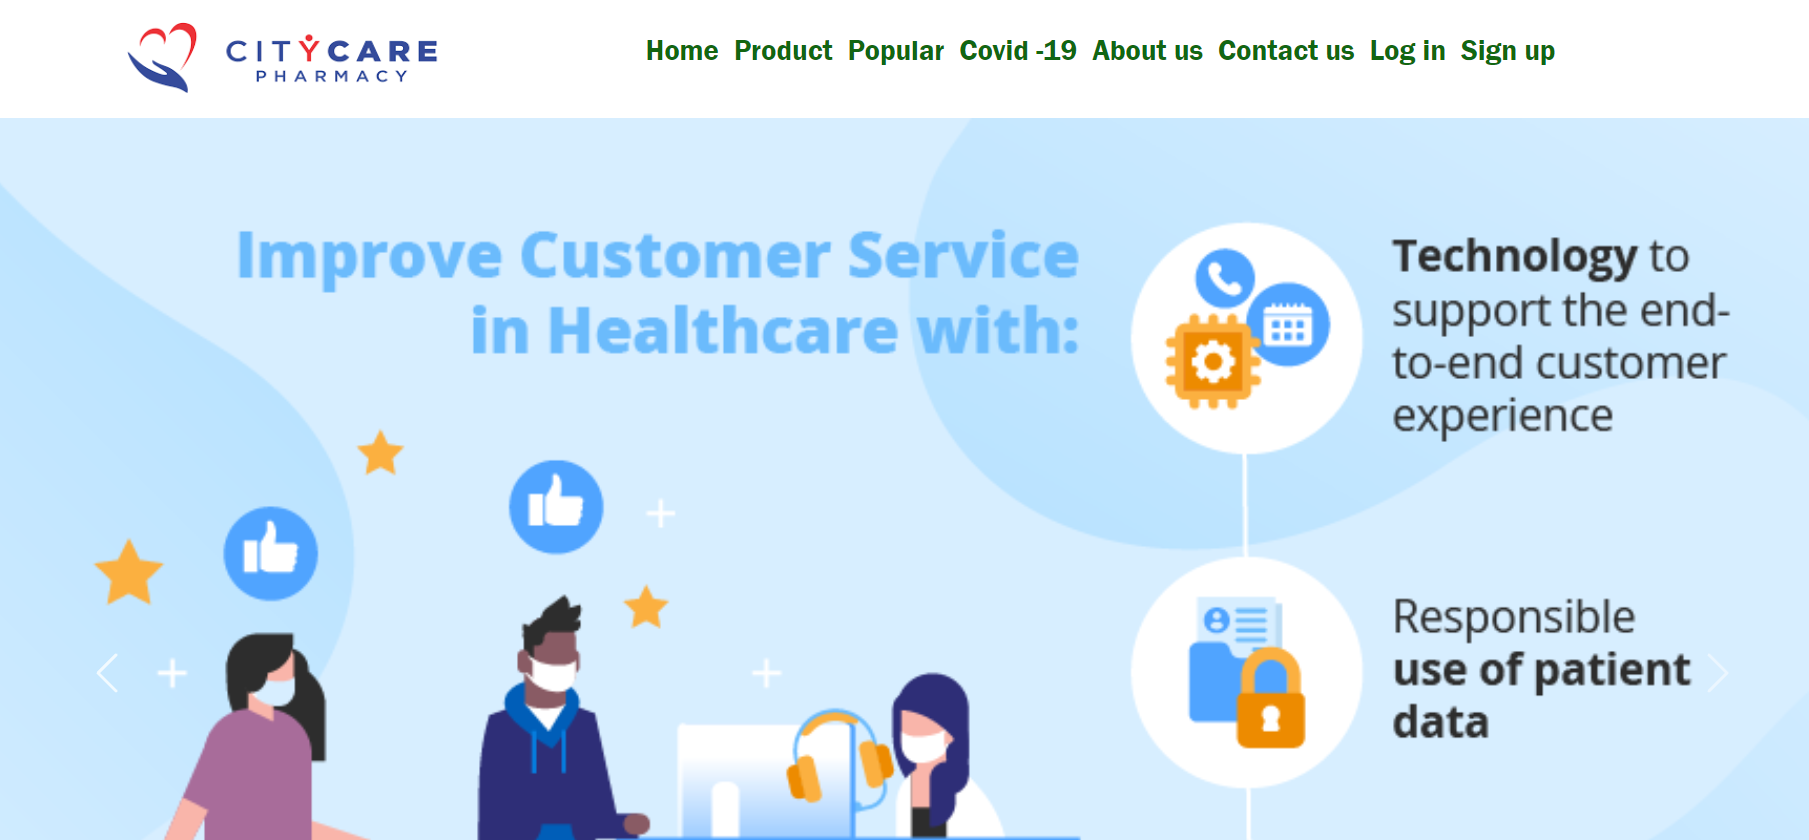 CITYCARE
PHARMACY
Home Product Popular Covid -19 About us Contact us Log in Sign up
Improve Customer Service
in Healthcare with:
Technology to
support the end-
to-end customer
experience
Responsible
use of patient
data